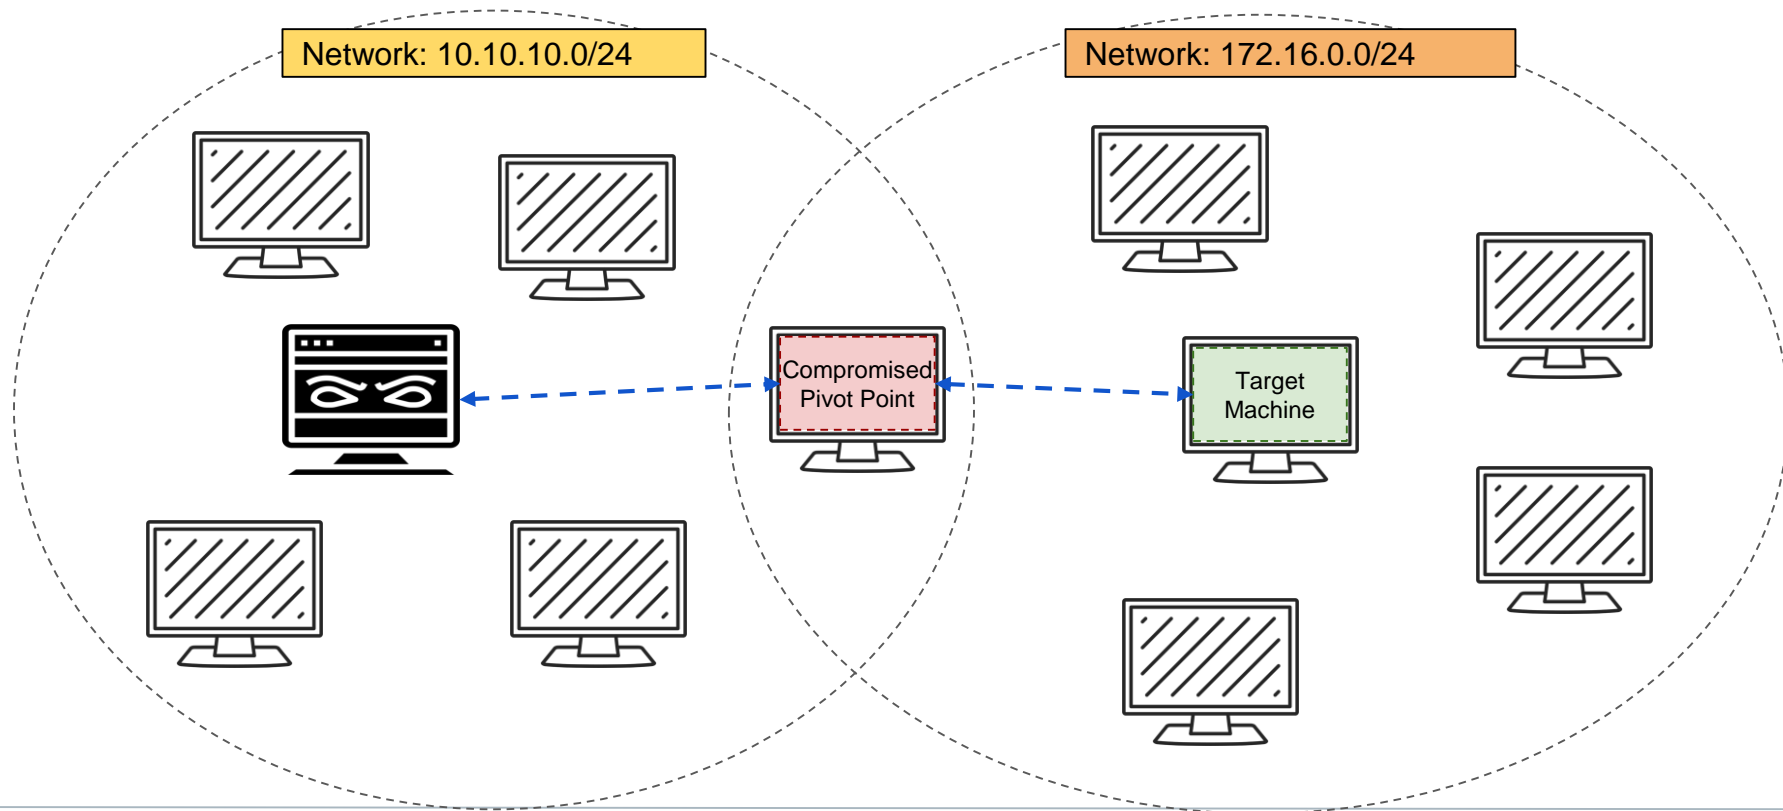 Network: 10.10.10.0/24
Network: 172.16.0.0/24
Compromised
Pivot Point
Target
Machine